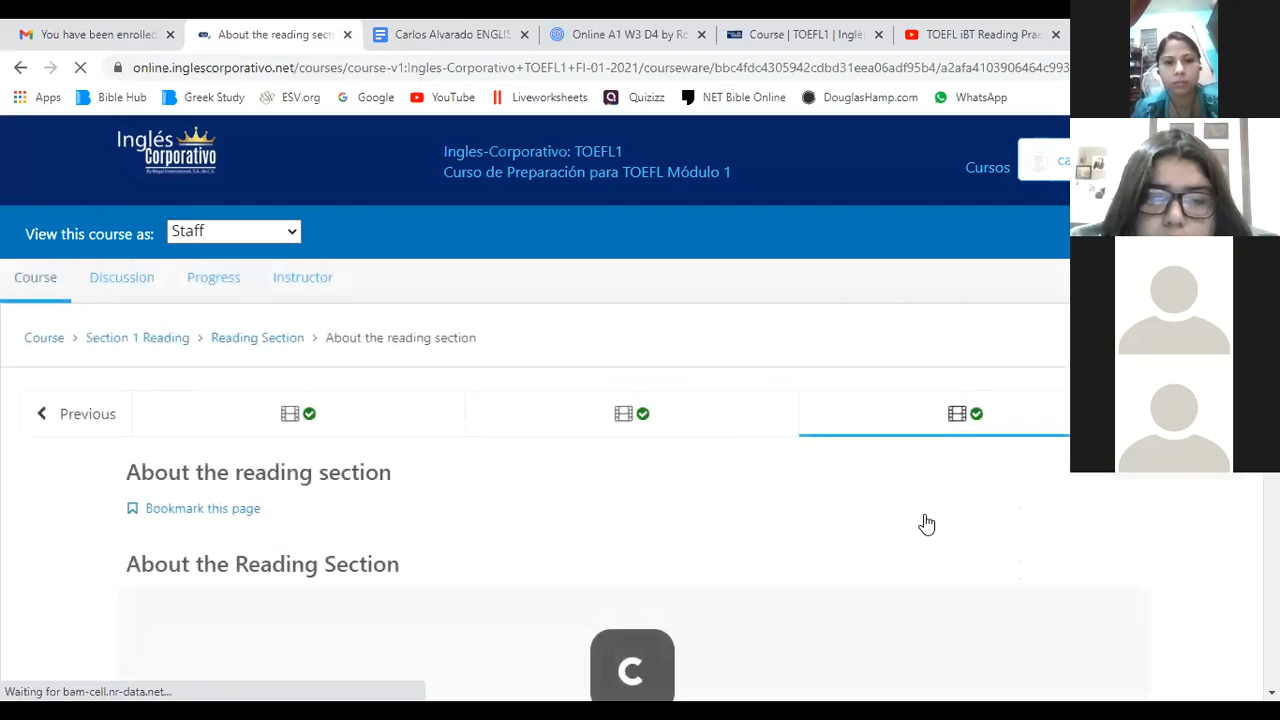 You have been enrolled
About the reading secti
Carlos Alvarado ENGLIS
Online A1 W3 D4 by Ro
Course | TOEFL1 | Inglé
TOEFL iBT Reading Prac
online.inglescorporativo.net/courses/course-v1:Ingles-Corporativo+TOEFL1+FI-01-2021/courseware/bbc4fdc4305942cdbd31eea06adf95b4/a2afa4103906464c993
Apps
Bible Hub
Greek Study
ESV.org
Google
YouTube
Liveworksheets
Quizizz
NET Bible Online
DouglasHamp.com
WhatsApp
Inglés
Corporativo
Ingles-Corporativo: TOEFL1
Curso de Preparación para TOEFL Módulo 1
Cursos
ca
View this course as:
Staff
Course
Discussion
Progress
Instructor
Course > Section 1 Reading > Reading Section > About the reading section
Previous
About the reading section
Bookmark this page
About the Reading Section
C
Waiting for bam-cell.nr-data.net...